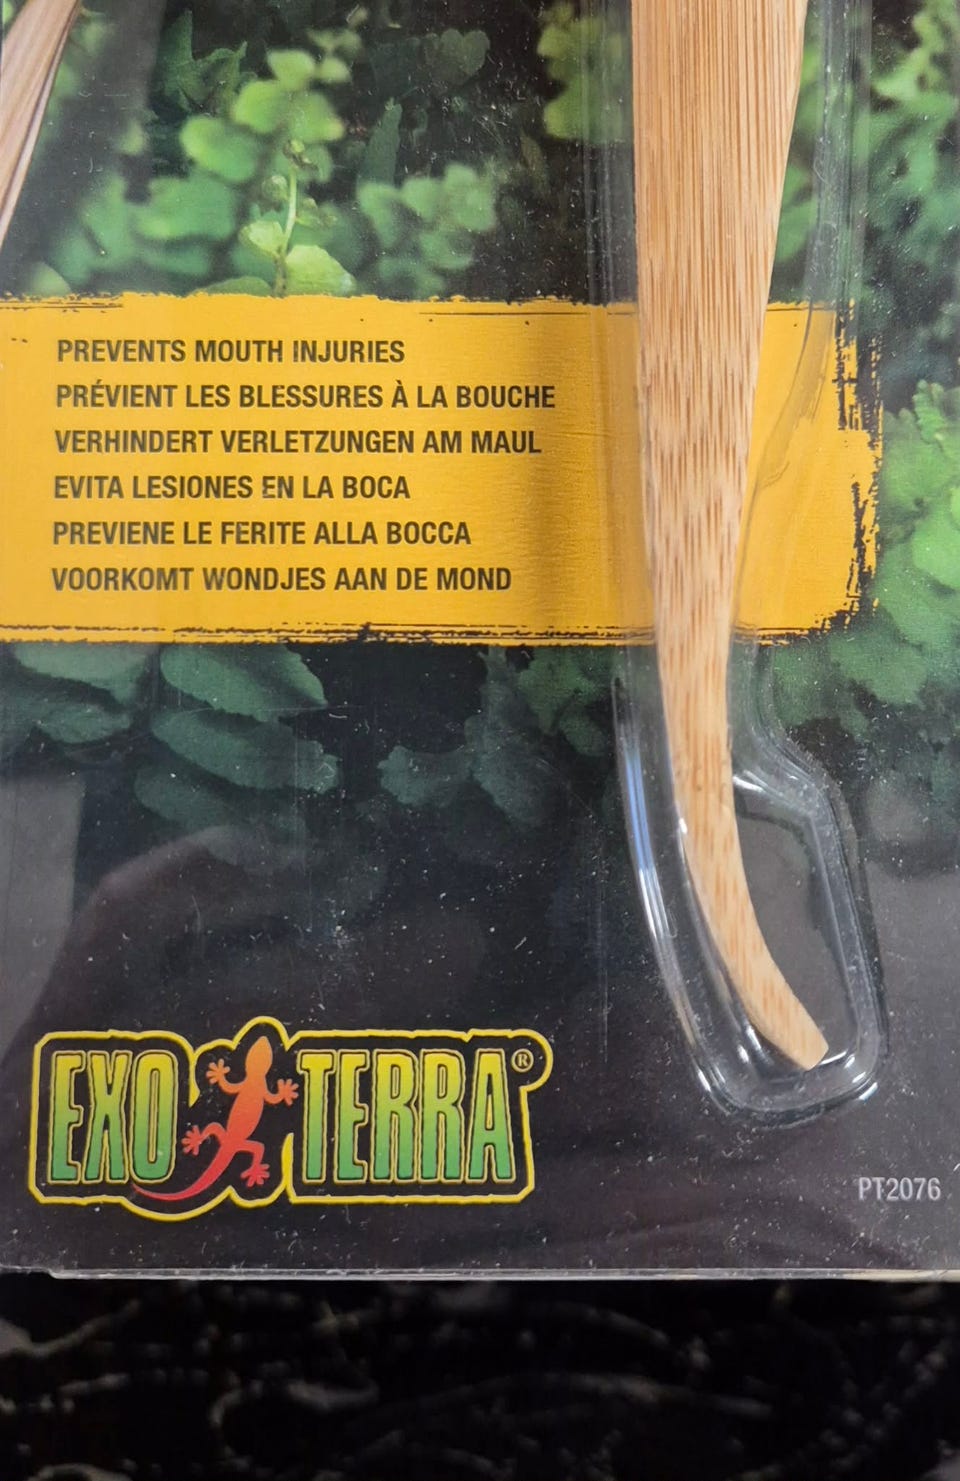 PREVENTS MOUTH INJURIES
PRÉVIENT LES BLESSURES À LA BOUCHE
VERHINDERT VERLETZUNGEN AM MAUL
EVITA LESIONES EN LA BOCA
PREVIENE LE FERITE ALLA BOCCA
VOORKOMT WONDJES AAN DE MOND
EXO TERRA®
PT2076